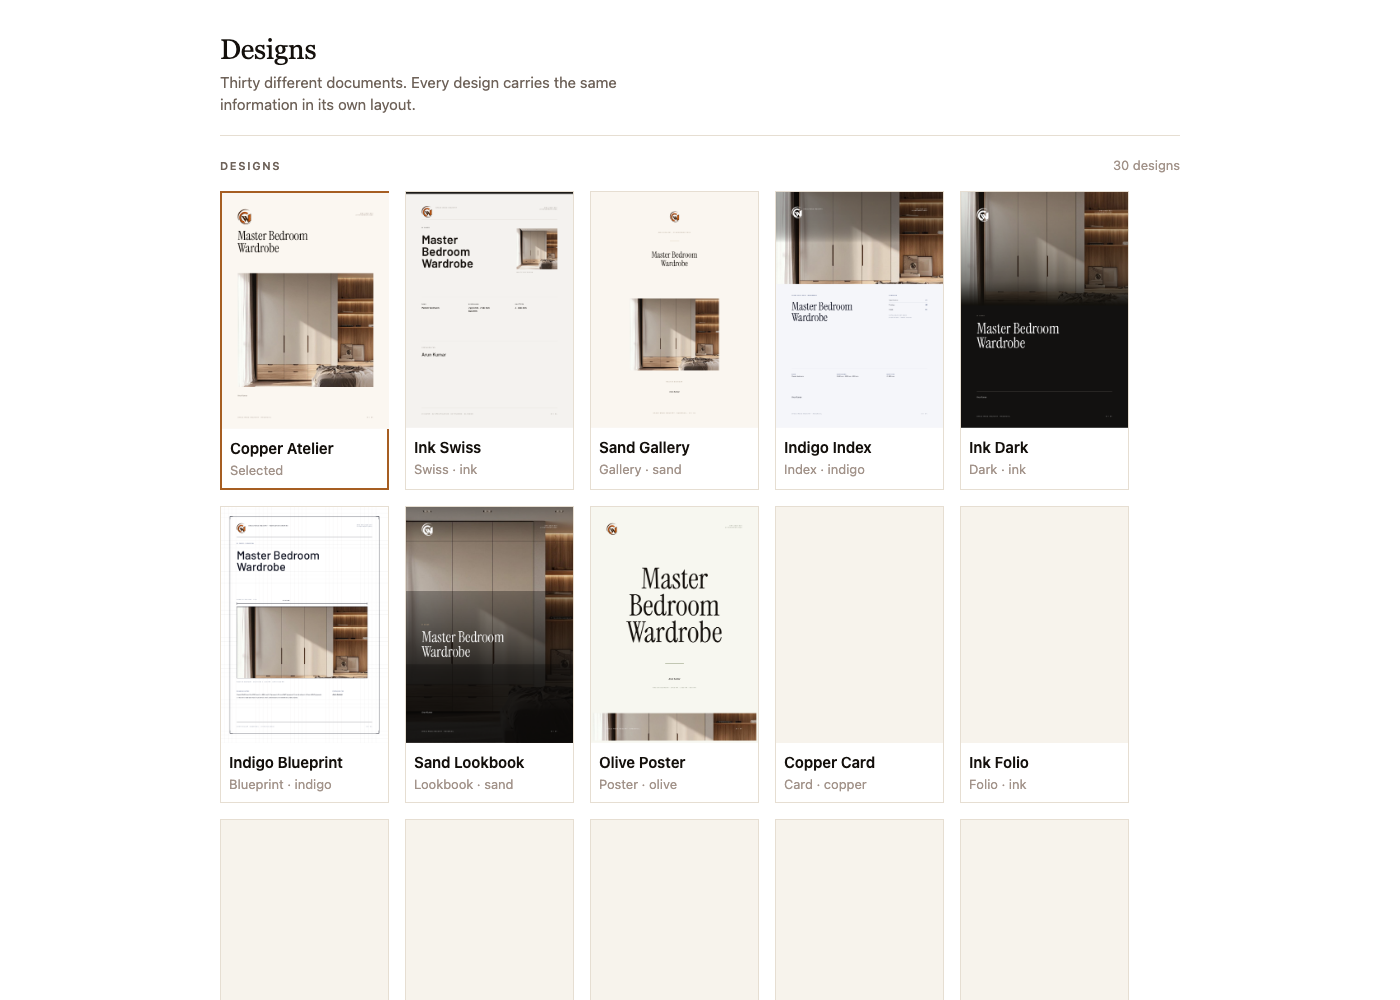 Designs
Thirty different documents. Every design carries the same
information in its own layout.
DESIGNS
30 designs
Master Bedroom
Wardrobe
Copper Atelier
Selected
Master
Bedroom
Wardrobe
Arun Kumar
Ink Swiss
Swiss · ink
Master Bedroom
Wardrobe
Sand Gallery
Gallery · sand
Master Bedroom
Wardrobe
Indigo Index
Index · indigo
Master Bedroom
Wardrobe
Ink Dark
Dark · ink
Master Bedroom
Wardrobe
Indigo Blueprint
Blueprint · indigo
Master Bedroom
Wardrobe
Sand Lookbook
Lookbook · sand
Master
Bedroom
Wardrobe
Olive Poster
Poster · olive
Copper Card
Card · copper
Ink Folio
Folio · ink